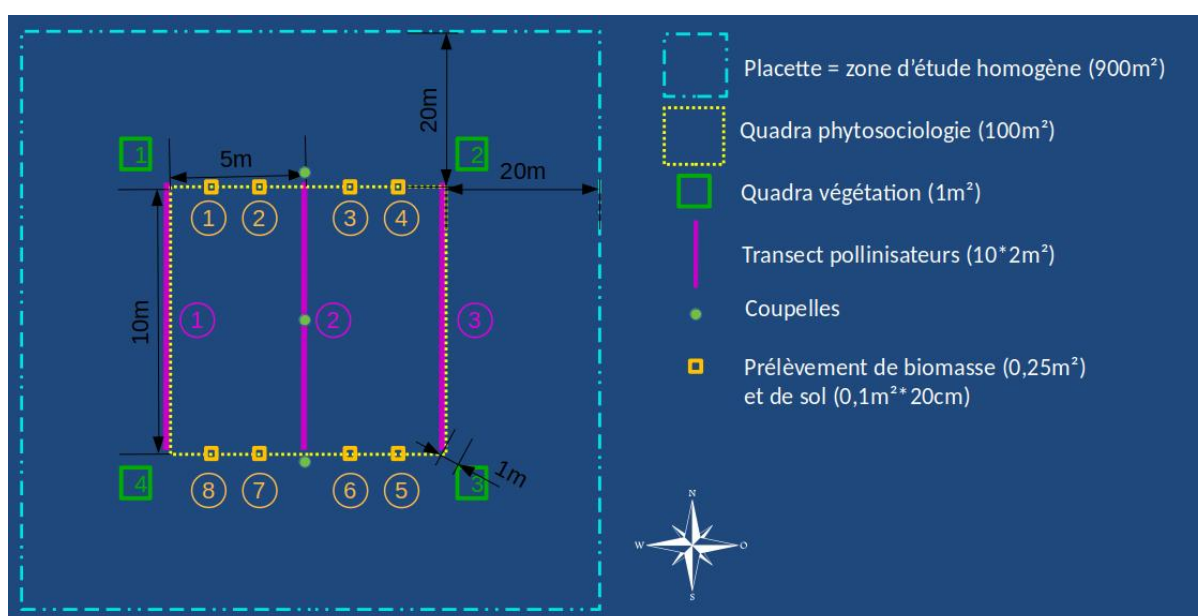 20m
Placette = zone d'étude homogène (900m²)
Quadra phytosociologie (100m²)
1
2
5m
20m
Quadra végétation (1m²)
1
2
3
4
Transect pollinisateurs (10*2m²)
10m
1
2
3
Coupelles
Prélèvement de biomasse (0,25m²)
et de sol (0,1m²*20cm)
1m
4
8
7
6
5
3
N
W
O
S